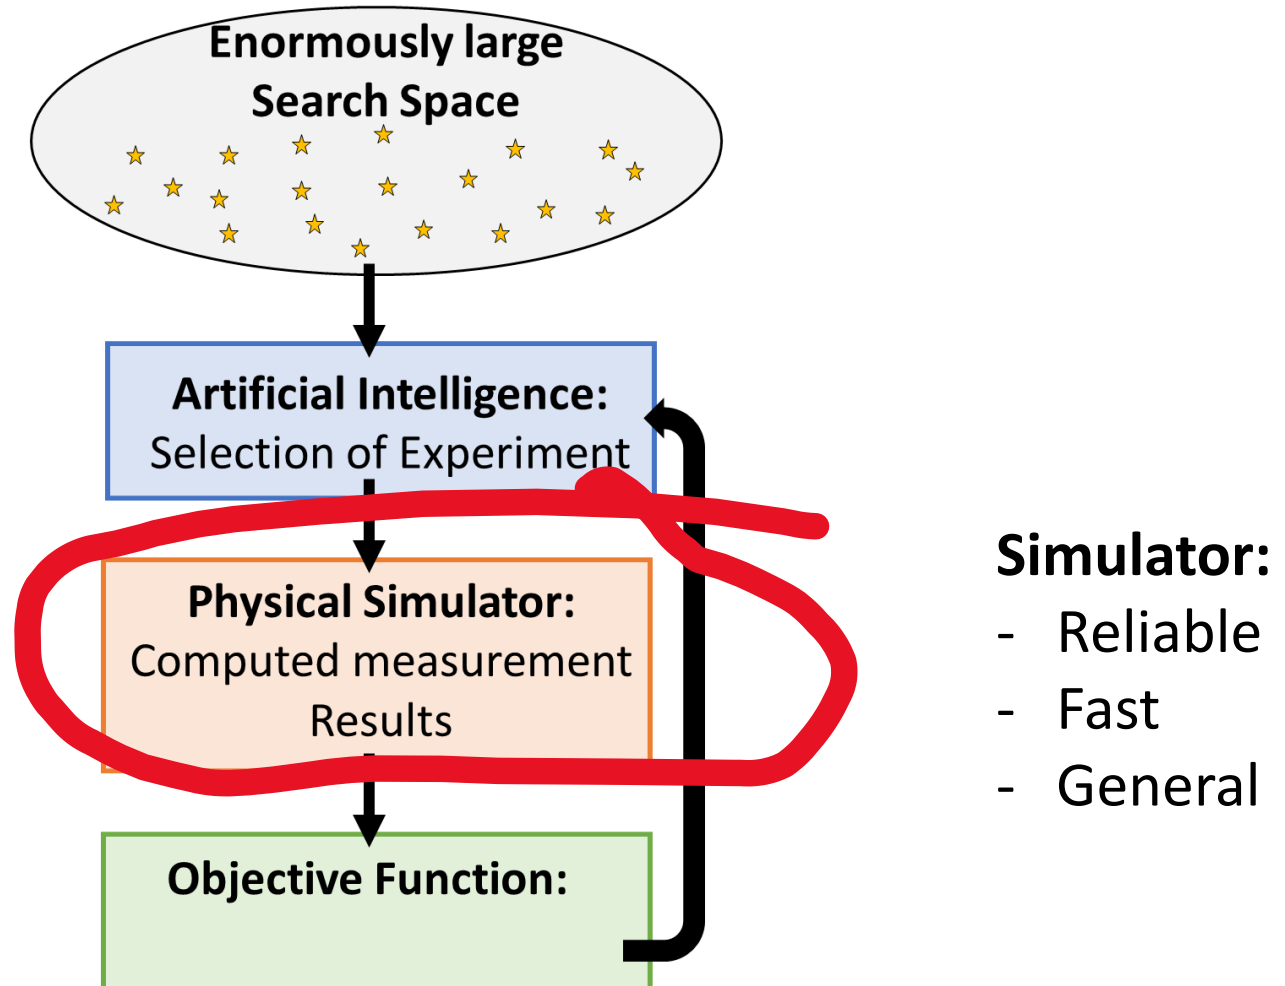 Enormously large
Search Space
Artificial Intelligence:
Selection of Experiment
Physical Simulator:
Computed measurement
Results
Objective Function:
Simulator:
- Reliable
- Fast
- General